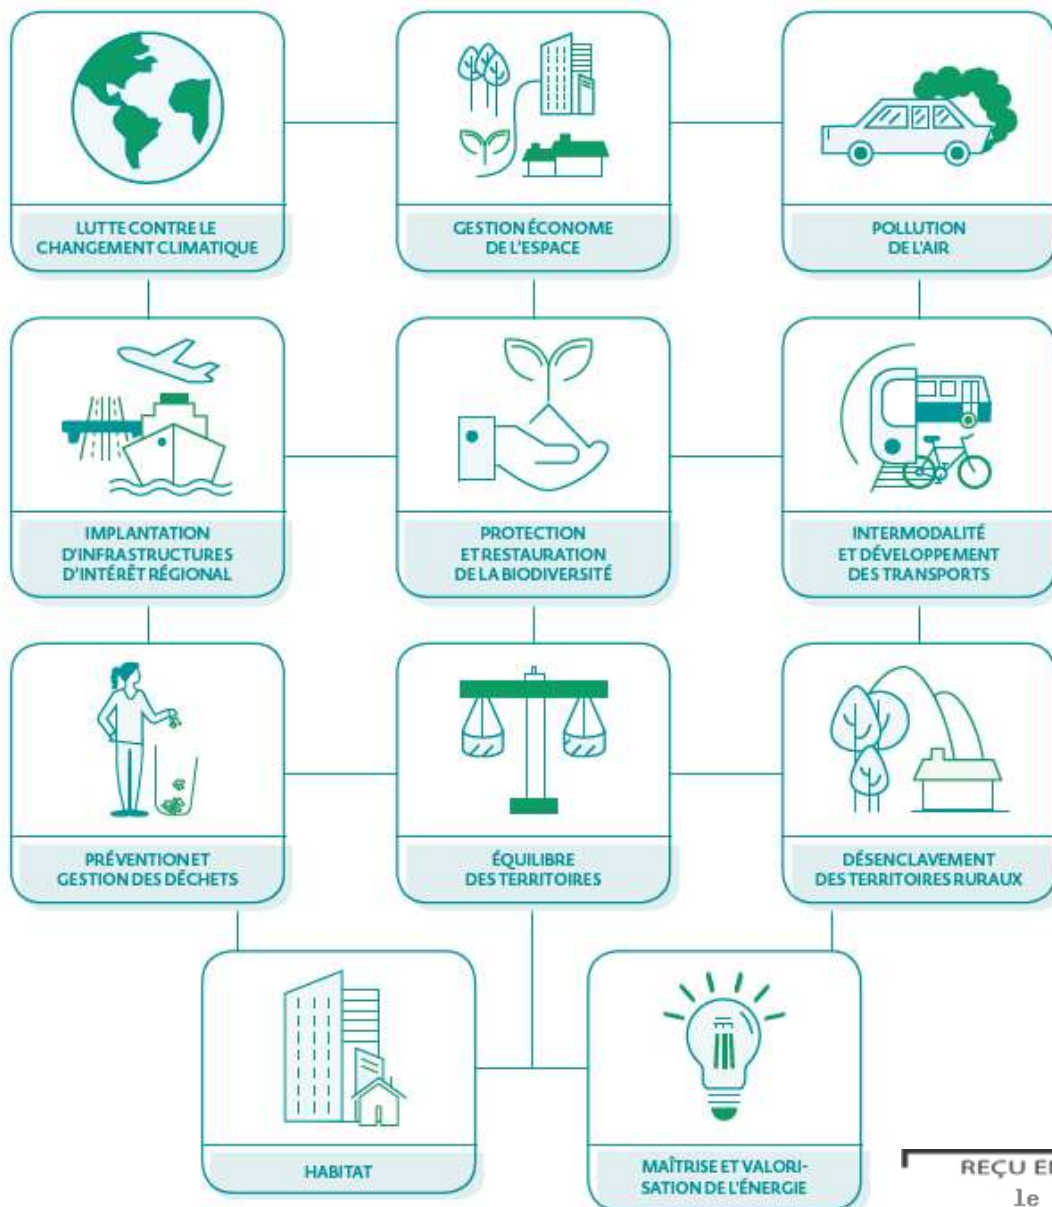 LUTTE CONTRE LE
CHANGEMENT CLIMATIQUE
GESTION ÉCONOME
DE L'ESPACE
POLLUTION
DE L'AIR
IMPLANTATION
D'INFRASTRUCTURES
D'INTÉRÊT RÉGIONAL
PROTECTION
ET RESTAURATION
DE LA BIODIVERSITÉ
INTERMODALITÉ
ET DÉVELOPPEMENT
DES TRANSPORTS
PRÉVENTION ET
GESTION DES DÉCHETS
ÉQUILIBRE
DES TERRITOIRES
DÉSENCLAVEMENT
DES TERRITOIRES RURAUX
HABITAT
MAÎTRISE ET VALORI-
SATION DE L'ÉNERGIE
REÇU
le